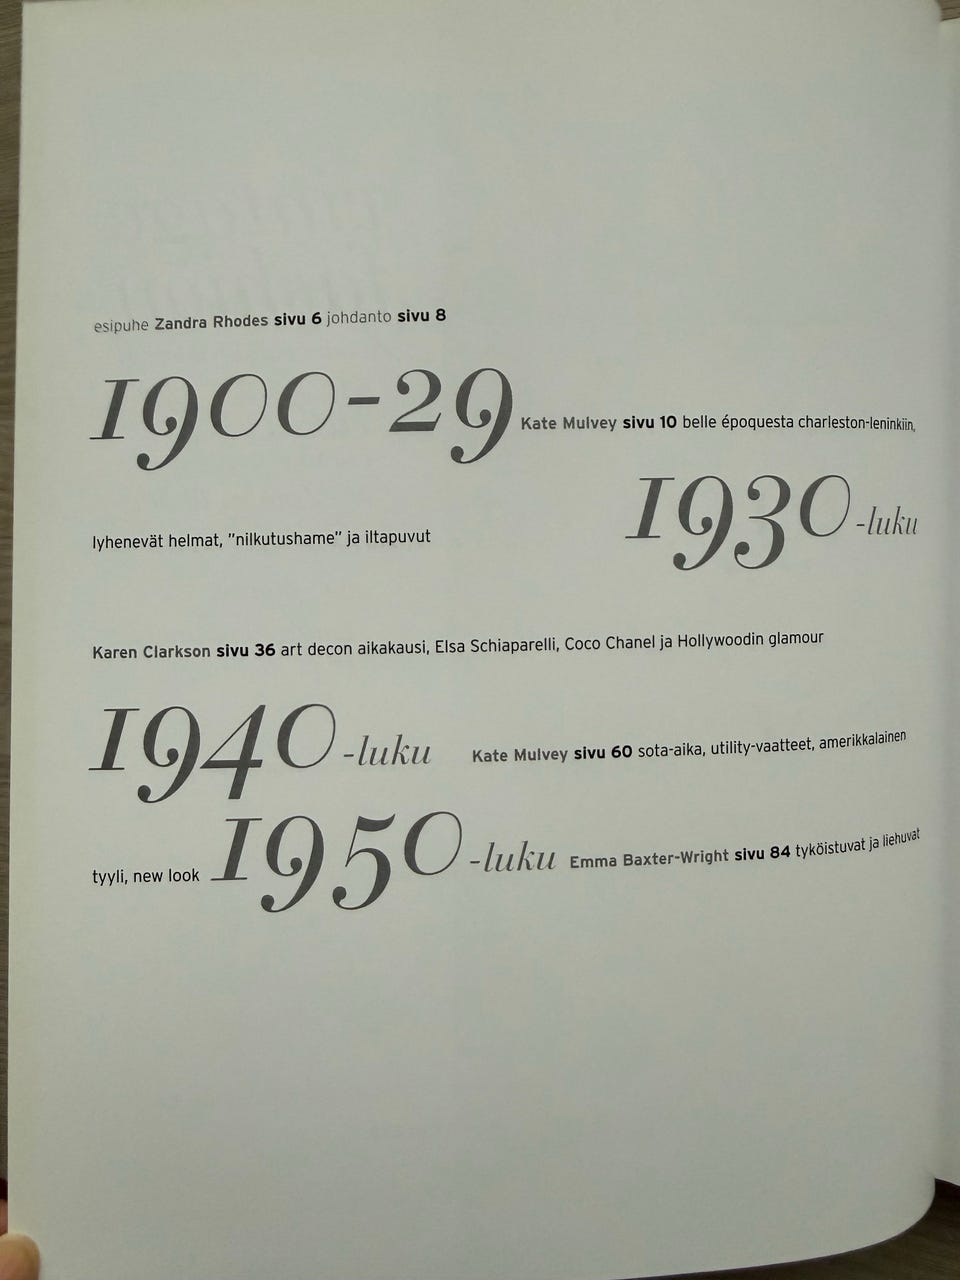 esipuhe Zandra Rhodes sivu 6 johdanto sivu 8
1900-29 Kate Mulvey sivu 10 belle époquesta charleston-leninkiin,
lyhenevät helmat, ”nilkutushame” ja iltapuvut 1930-luku
Karen Clarkson sivu 36 art decon aikakausi, Elsa Schiaparelli, Coco Chanel ja Hollywoodin glamour
1940-luku Kate Mulvey sivu 60 sota-aika, utility-vaatteet, amerikkalainen
tyyli, new look 1950-luku Emma Baxter-Wright sivu 84 tyköistuvat ja liehuvat